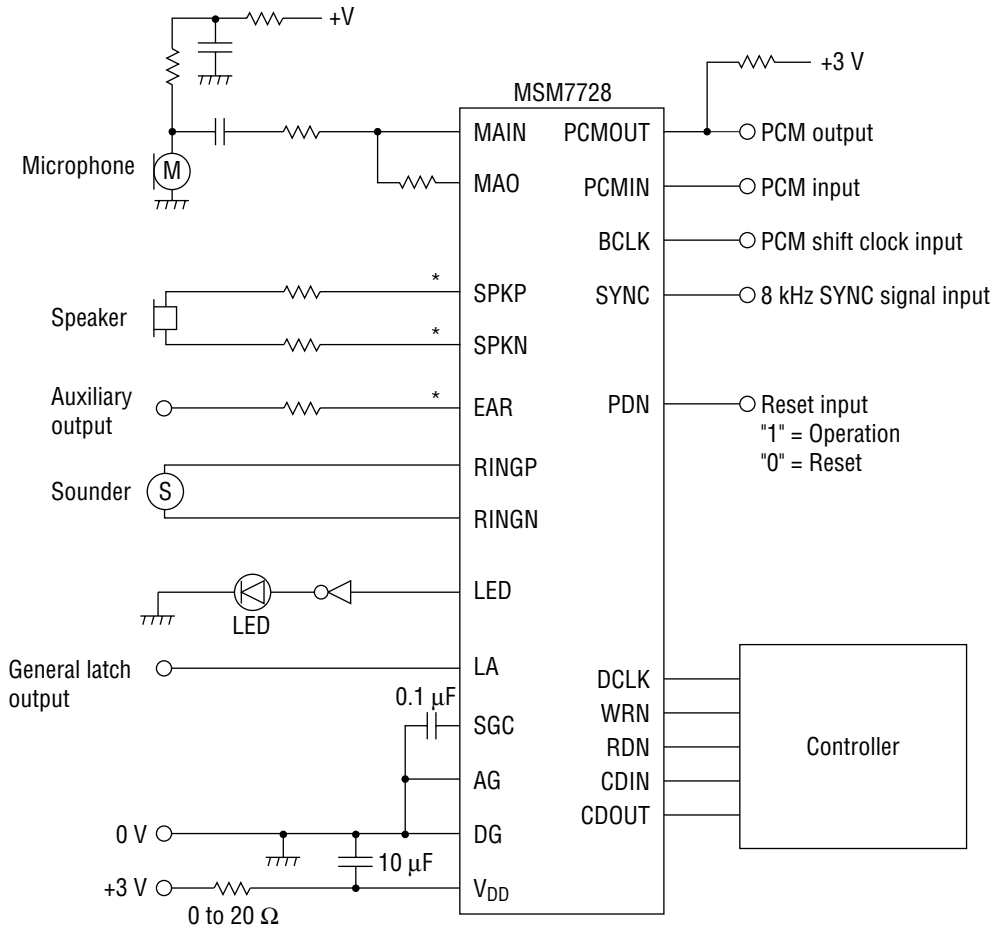 +V
+3 V
MSM7728
Microphone
M
MAIN
MAO
PCMOUT
PCM output
PCMIN
PCM input
BCLK
PCM shift clock input
SYNC
8 kHz SYNC signal input
Speaker
*
SPKP
*
SPKN
Auxiliary
output
*
EAR
PDN
Reset input
"1" = Operation
"0" = Reset
Sounder
S
RINGP
RINGN
LED
LED
General latch
output
LA
0.1 μF
SGC
AG
0 V
DG
10 μF
+3 V
0 to 20 Ω
VDD
DCLK
WRN
RDN
CDIN
CDOUT
Controller